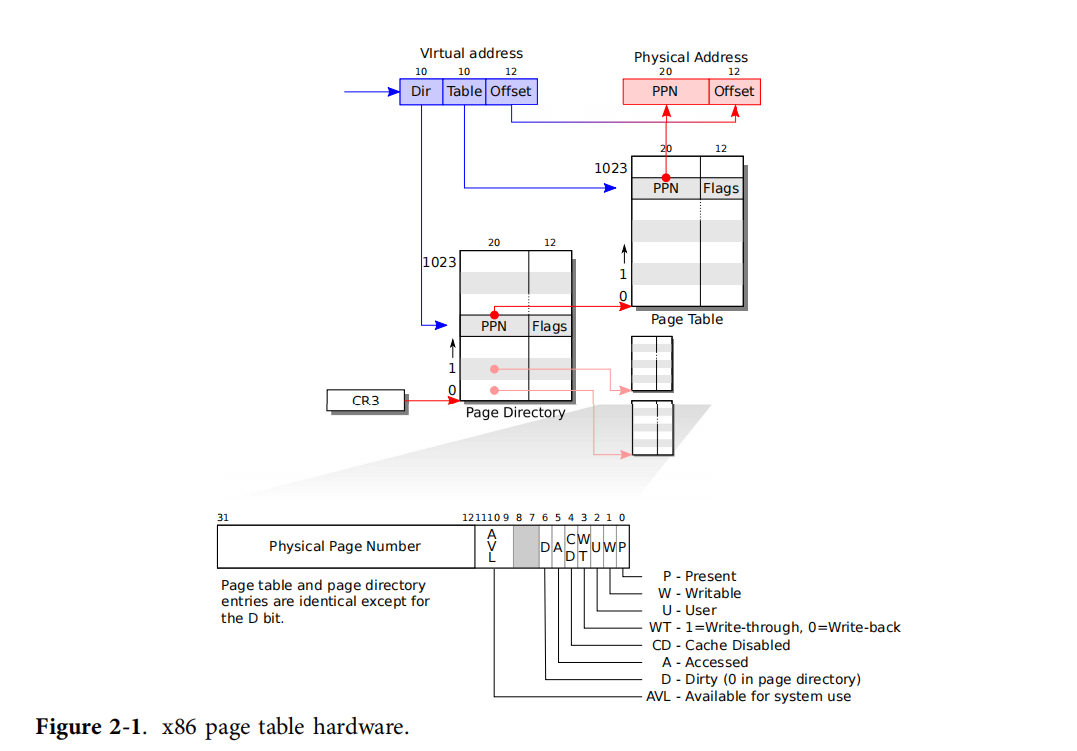 VIrtual address
Physical Address
10 10 12
20 12
Dir Table Offset
PPN Offset
20 12
1023
PPN Flags
1
0
Page Table
20 12
1023
PPN Flags
1
0
CR3
Page Directory
31 12 11 10 9 8 7 6 5 4 3 2 1 0
Physical Page Number AVL D A CD WT U W P
Page table and page directory
entries are identical except for
the D bit.
P - Present
W - Writable
U - User
WT - 1=Write-through, 0=Write-back
CD - Cache Disabled
A - Accessed
D - Dirty (0 in page directory)
AVL - Available for system use
Figure 2-1. x86 page table hardware.